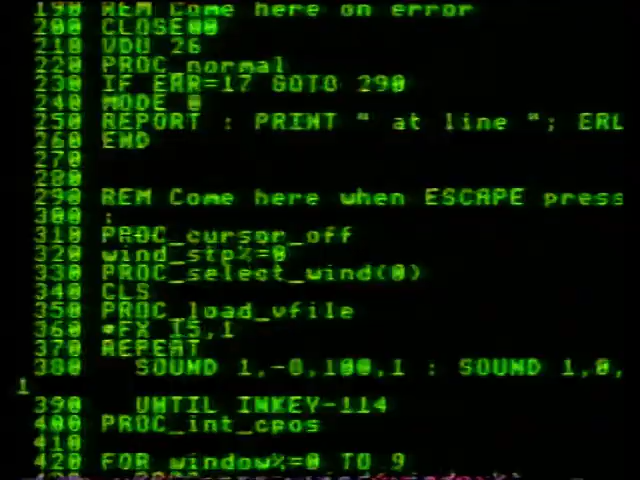 190 REM Come here on error
200 CLOSE#0
210 VDU 26
220 PROC_normal
230 IF ERR=17 GOTO 290
240 MODE 0
250 REPORT : PRINT " at line "; ERL
260 END
270
280
290 REM Come here when ESCAPE press
300 :
310 PROC_cursor_off
320 wind_stp%=0
330 PROC_select_wind(0)
340 CLS
350 PROC_load_vfile
360 *FX 15,1
370 REPEAT
380 SOUND 1,-0,100,1 : SOUND 1,0,
1
390 UNTIL INKEY-114
400 PROC_int_cpos
410
420 FOR window%=0 TO 9